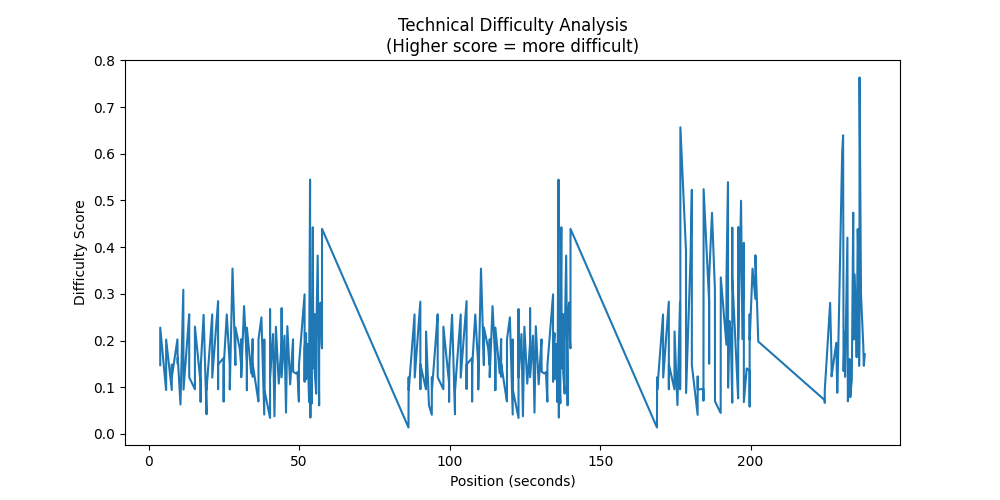 Technical Difficulty Analysis
(Higher score = more difficult)
Difficulty Score
0.8
0.7
0.6
0.5
0.4
0.3
0.2
0.1
0.0
0 50 100 150 200
Position (seconds)